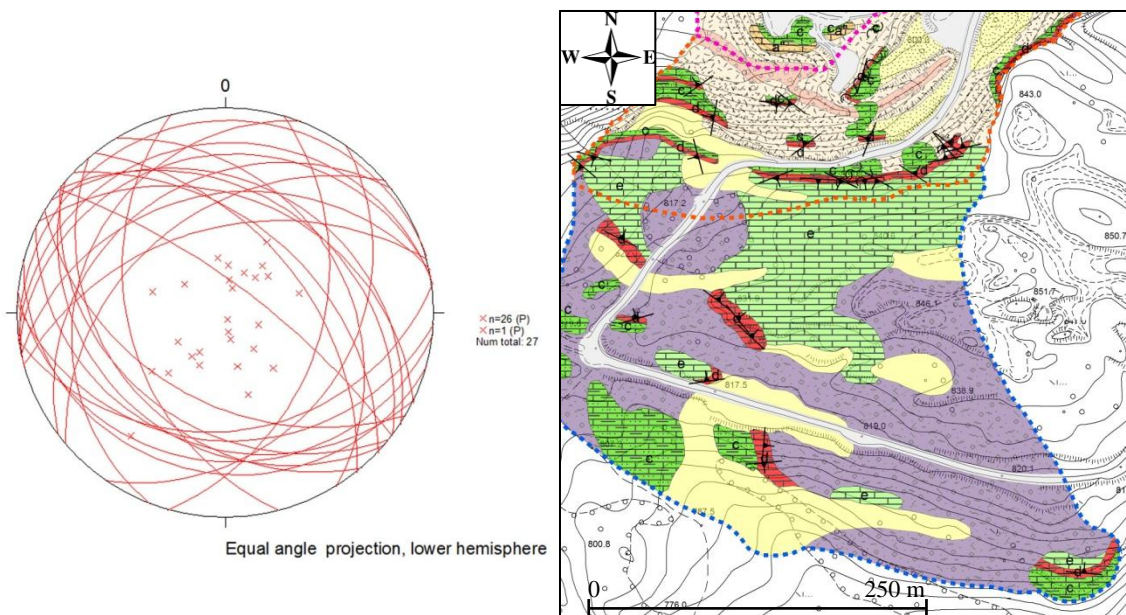 0
× n=26 (P)
× n=1 (P)
Num total: 27
Equal angle projection, lower hemisphere
N
W E
S
e
c
a"
c
a"
e
d
c
843.0
c
d
c
d
d
c
c
d
e
817.2
e
850.7
d
851.7
846.1
c
d
c
d
c
e
d
817.5
838.9
819.0
c
c
d
820.1
e
800.8
776.0
0 250 m
e
d
c